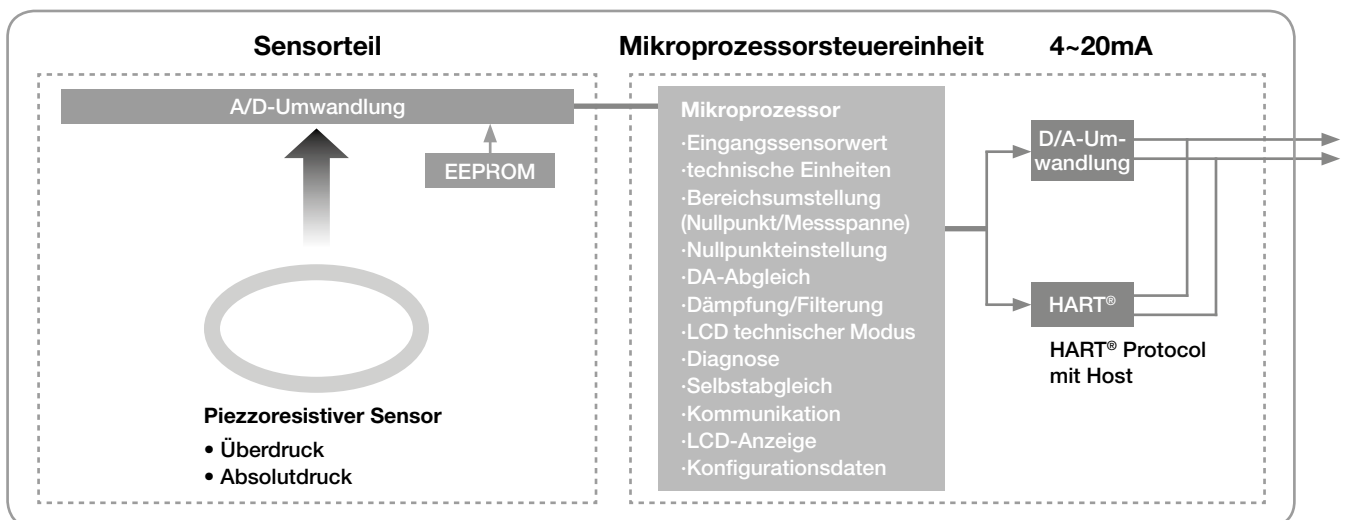 Sensorteil
A/D-Umwandlung
EEPROM
Piezzoresistiver Sensor
• Überdruck
• Absolutdruck
Mikroprozessorsteuereinheit
4~20mA
Mikroprozessor
·Eingangssensorwert
·technische Einheiten
·Bereichsumstellung
(Nullpunkt/Messspanne)
·Nullpunkteinstellung
·DA-Abgleich
·Dämpfung/Filterung
·LCD technischer Modus
·Diagnose
·Selbstabgleich
·Kommunikation
·LCD-Anzeige
·Konfigurationsdaten
D/A-Um-
wandlung
HART®
HART® Protocol
mit Host